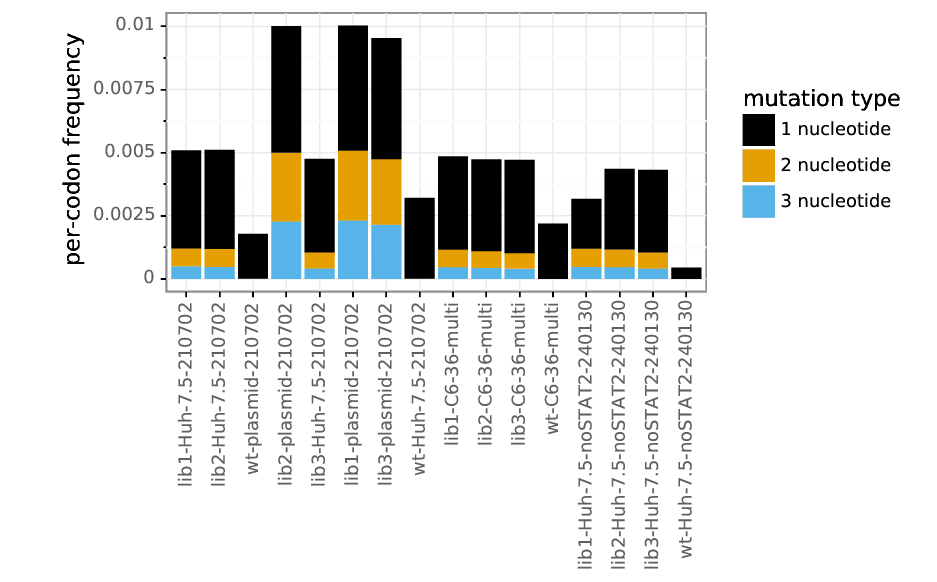 per-codon frequency
0.01
0.0075
0.005
0.0025
0
lib1-Huh-7.5-210702
lib2-Huh-7.5-210702
wt-plasmid-210702
lib2-plasmid-210702
lib3-Huh-7.5-210702
lib1-plasmid-210702
lib3-plasmid-210702
wt-Huh-7.5-210702
lib1-C6-36-multi
lib2-C6-36-multi
lib3-C6-36-multi
wt-C6-36-multi
lib1-Huh-7.5-noSTAT2-240130
lib2-Huh-7.5-noSTAT2-240130
lib3-Huh-7.5-noSTAT2-240130
wt-Huh-7.5-noSTAT2-240130
mutation type
1 nucleotide
2 nucleotide
3 nucleotide